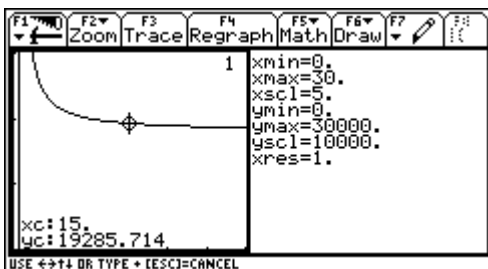 F1 F2 F3 F4 F5 F6 F7
Zoom Trace Regraph Math Draw
1
xc:15.
yc:19285.714
xmin=0.
xmax=30.
xscl=5.
ymin=0.
ymax=30000.
yscl=10000.
xres=1.
USE ←→↑↓ OR TYPE + [ESC]=CANCEL